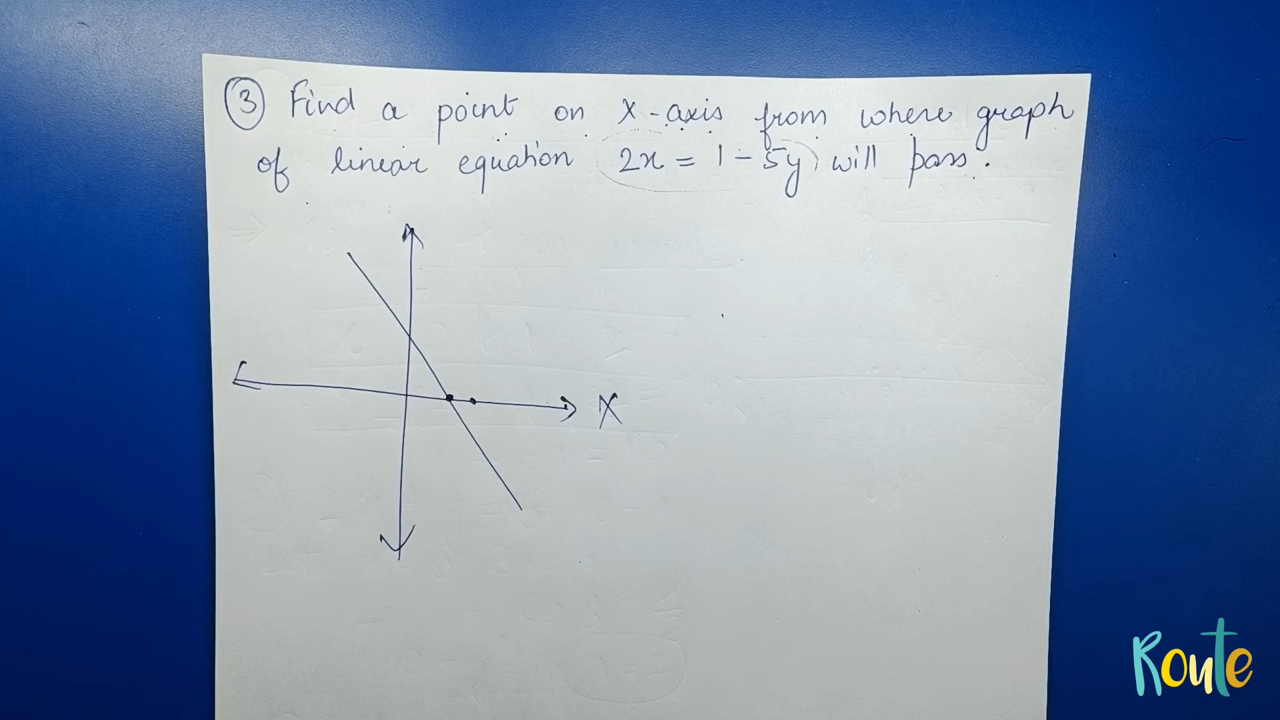 ③ Find a point on x-axis from where graph
of linear equation 2x = 1 - 5y will pass.
X
Route